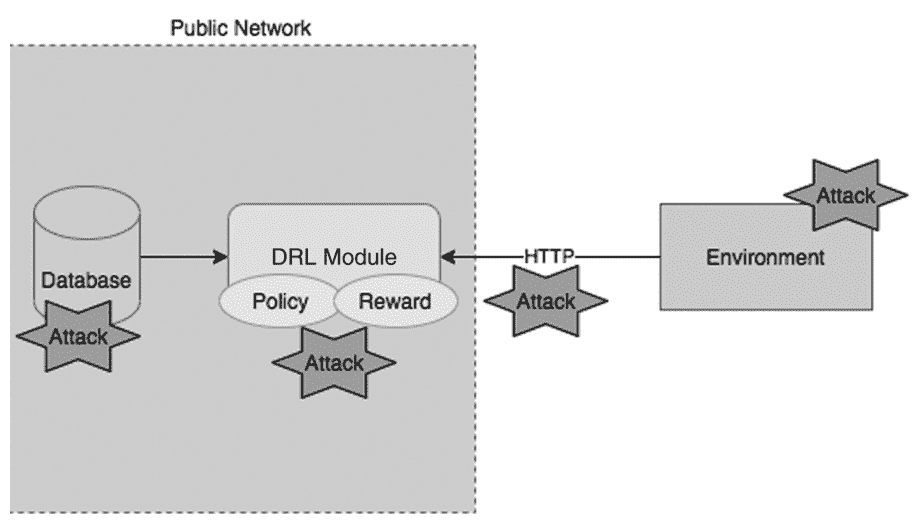 Public Network
Attack
DRL Module
HTTP
Environment
Database
Policy
Reward
Attack
Attack
Attack